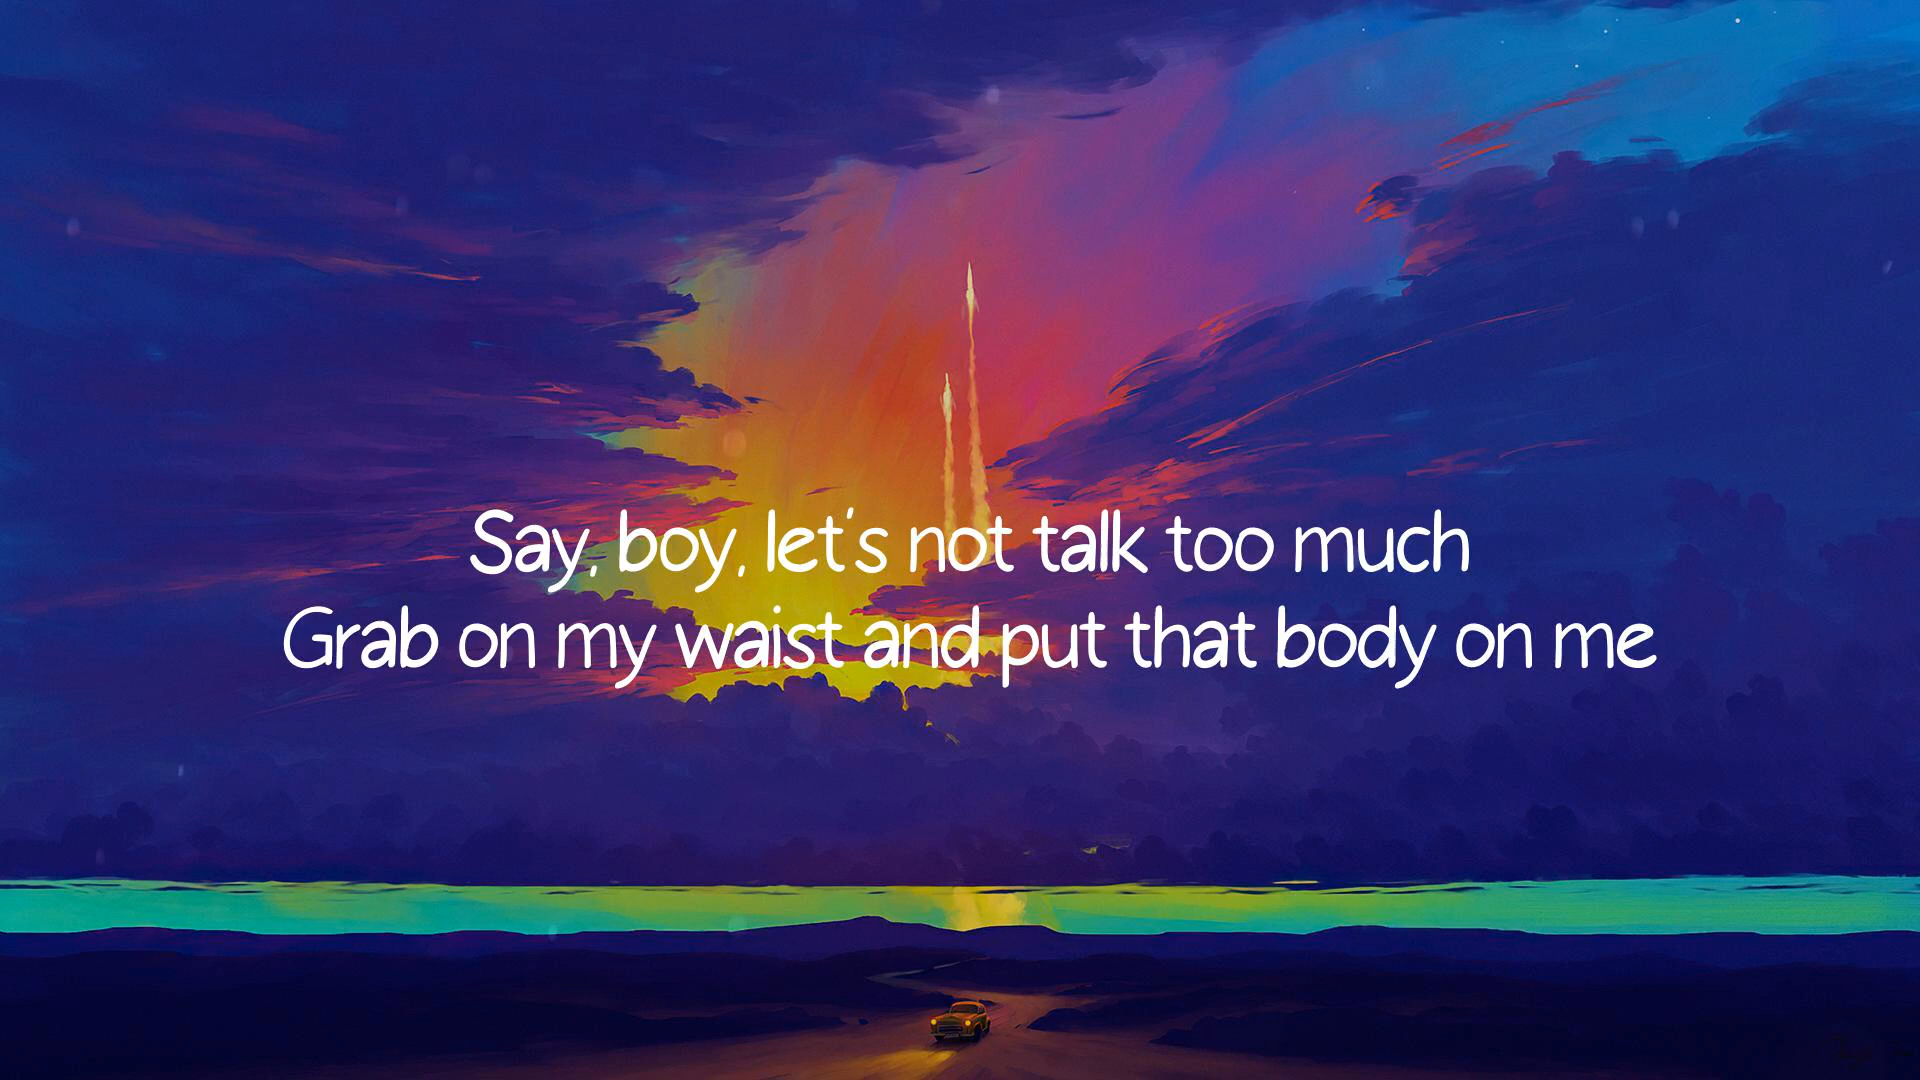 Say, boy, let's not talk too much
Grab on my waist and put that body on me